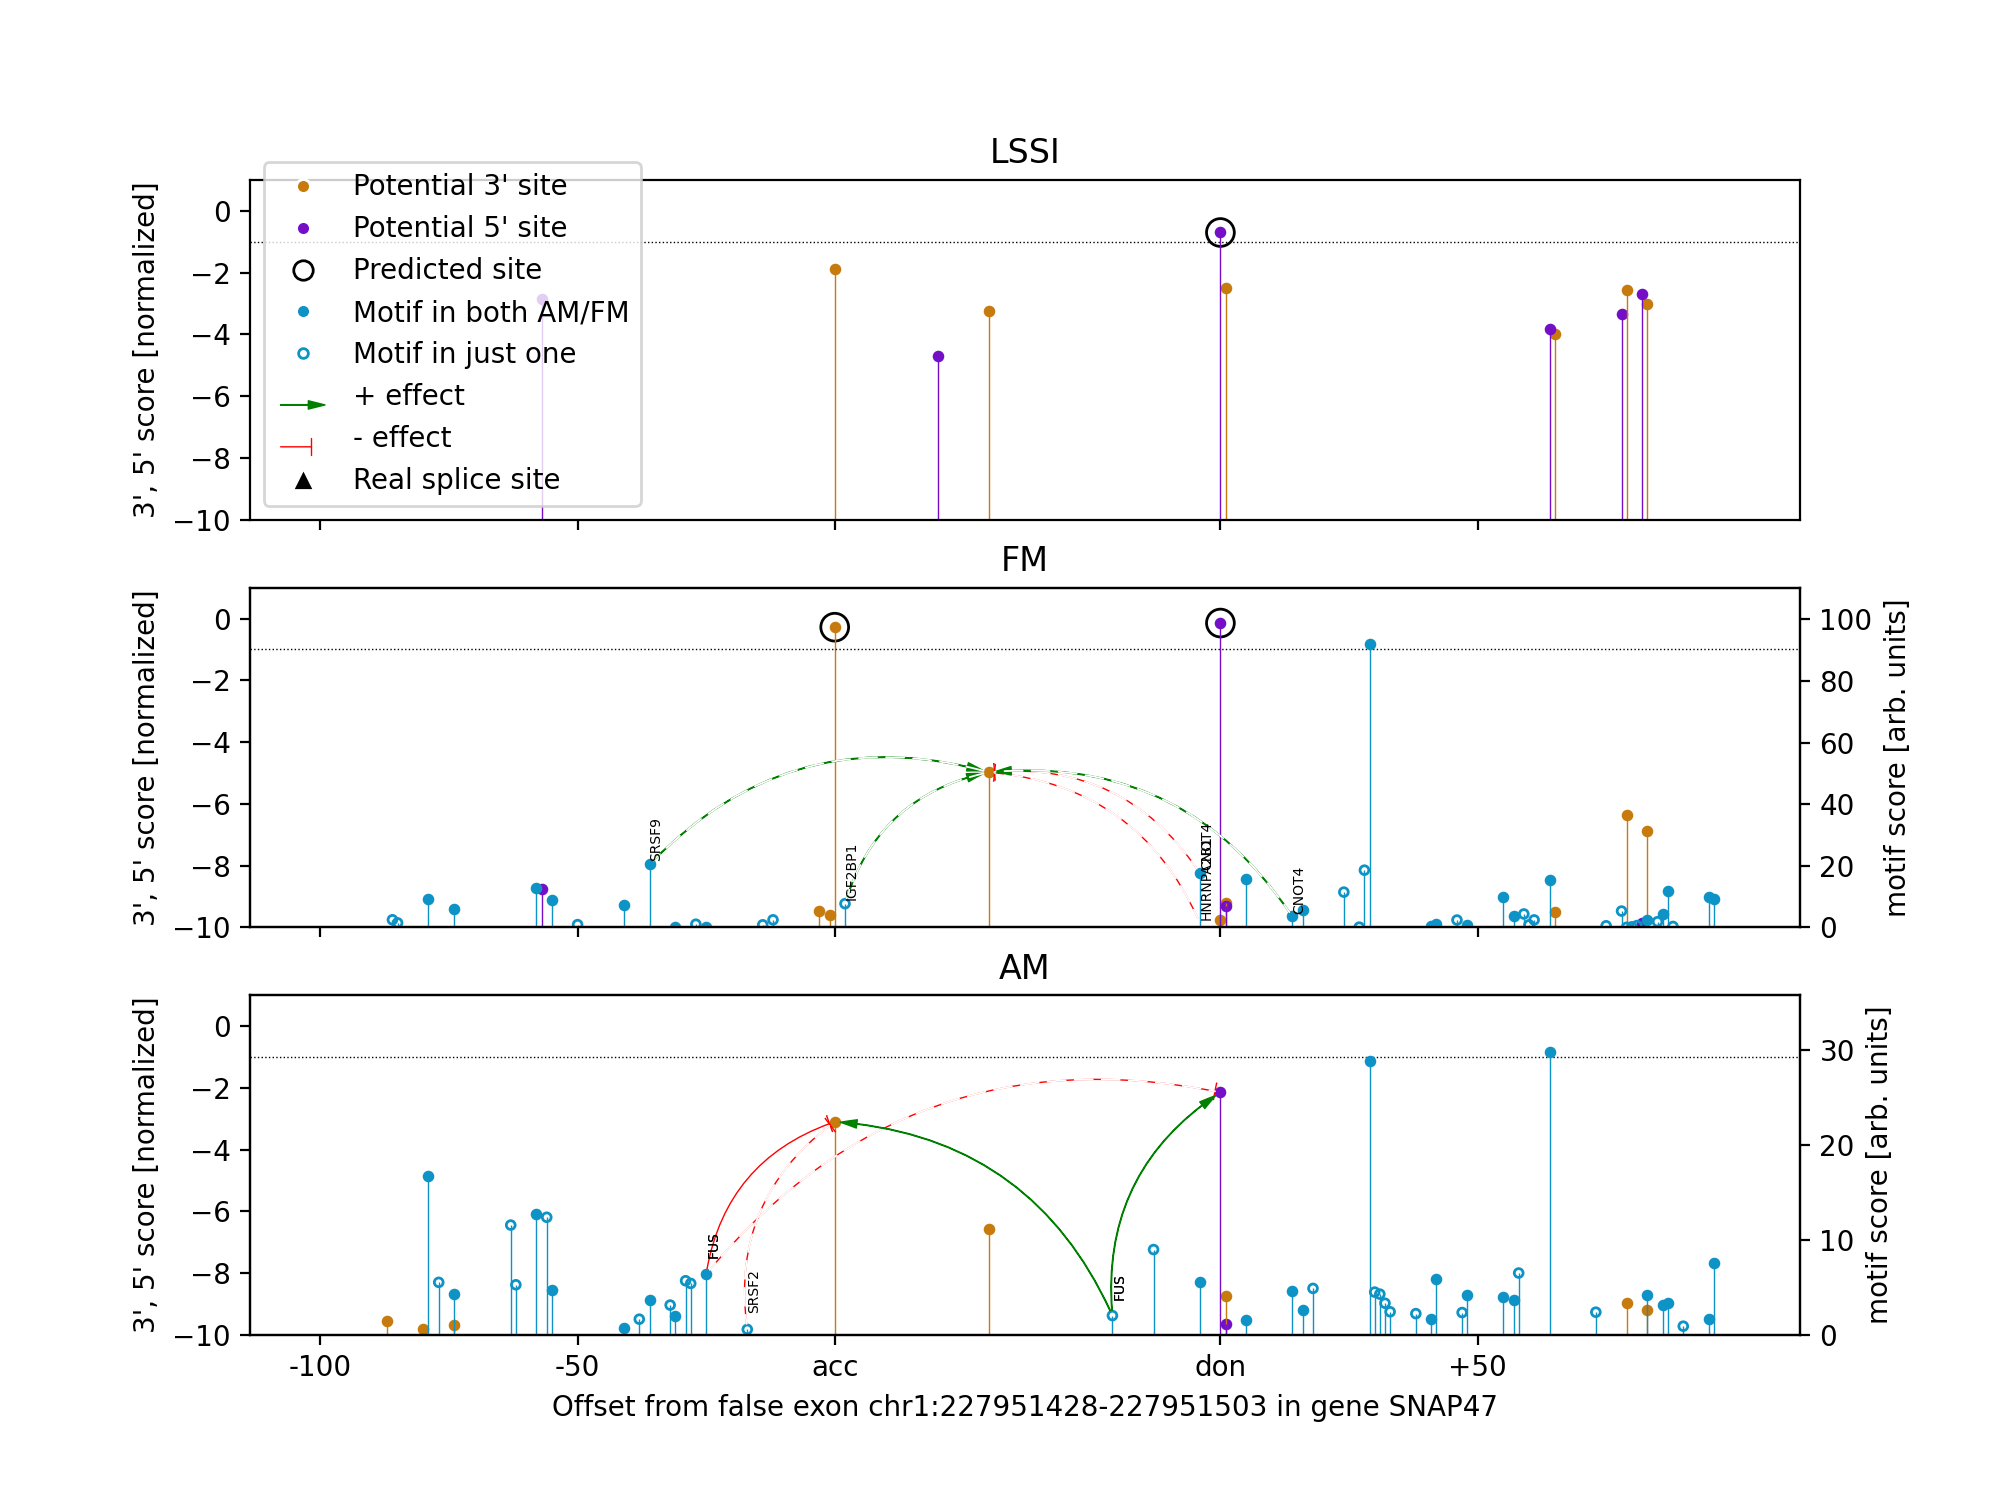 LSSI
3', 5' score [normalized]
0
−2
−4
−6
−8
−10
Potential 3' site
Potential 5' site
Predicted site
Motif in both AM/FM
Motif in just one
+ effect
- effect
Real splice site
FM
3', 5' score [normalized]
0
−2
−4
−6
−8
−10
SRSF9
IGF2BP1
CNOT4
100
80
60
40
20
0
motif score [arb. units]
AM
3', 5' score [normalized]
0
−2
−4
−6
−8
−10
FUS
SRSF2
FUS
30
20
10
0
motif score [arb. units]
-100
-50
acc
don
+50
Offset from false exon chr1:227951428-227951503 in gene SNAP47